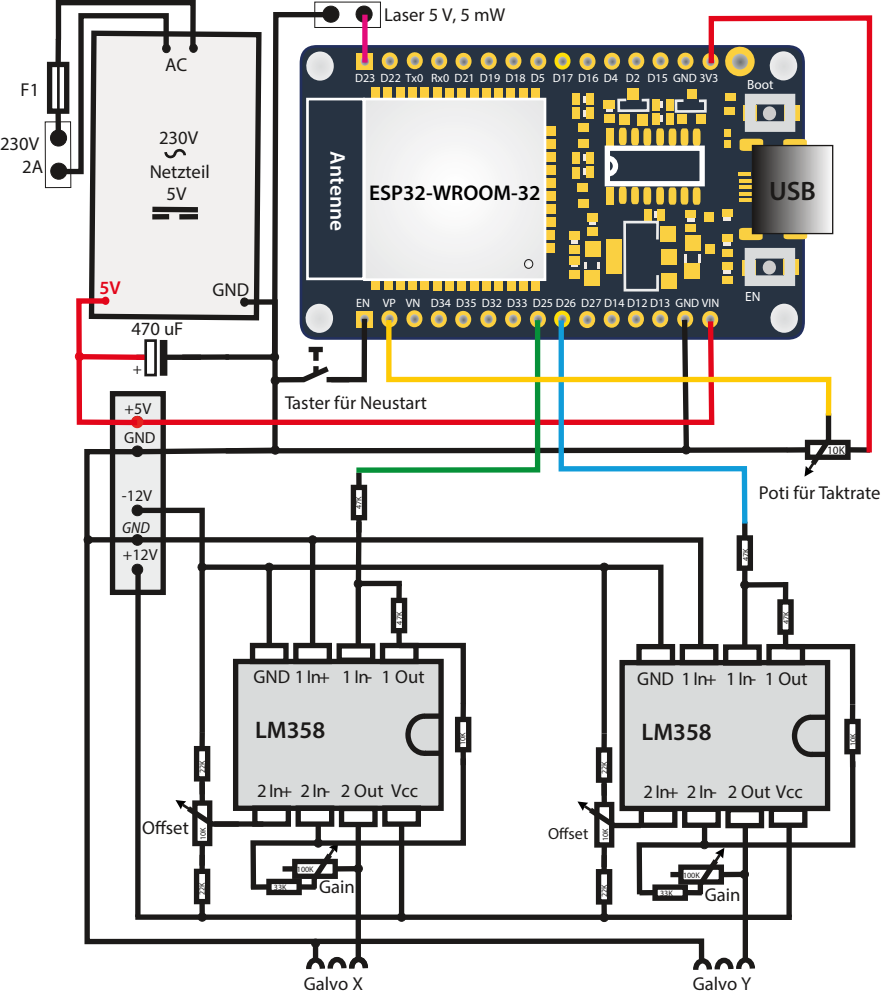 Laser 5 V, 5 mW
AC
F1
230V
2A
230V
Netzteil
5V
5V
GND
D23 D22 Tx0 Rx0 D21 D19 D18 D5 D17 D16 D4 D2 D15 GND 3V3
Boot
Antenne
ESP32-WROOM-32
USB
EN
EN VP VN D34 D35 D32 D33 D25 D26 D27 D14 D12 D13 GND VIN
470 uF
+
Taster für Neustart
+5V
GND
-12V
GND
+12V
10K
Poti für Taktrate
47K
47K
47K
47K
GND 1 In+ 1 In- 1 Out
LM358
2 In+ 2 In- 2 Out Vcc
10K
22K
Offset
10K
22K
100K
33K
Gain
GND 1 In+ 1 In- 1 Out
LM358
2 In+ 2 In- 2 Out Vcc
10K
22K
Offset
10K
22K
100K
33K
Gain
Galvo X
Galvo Y